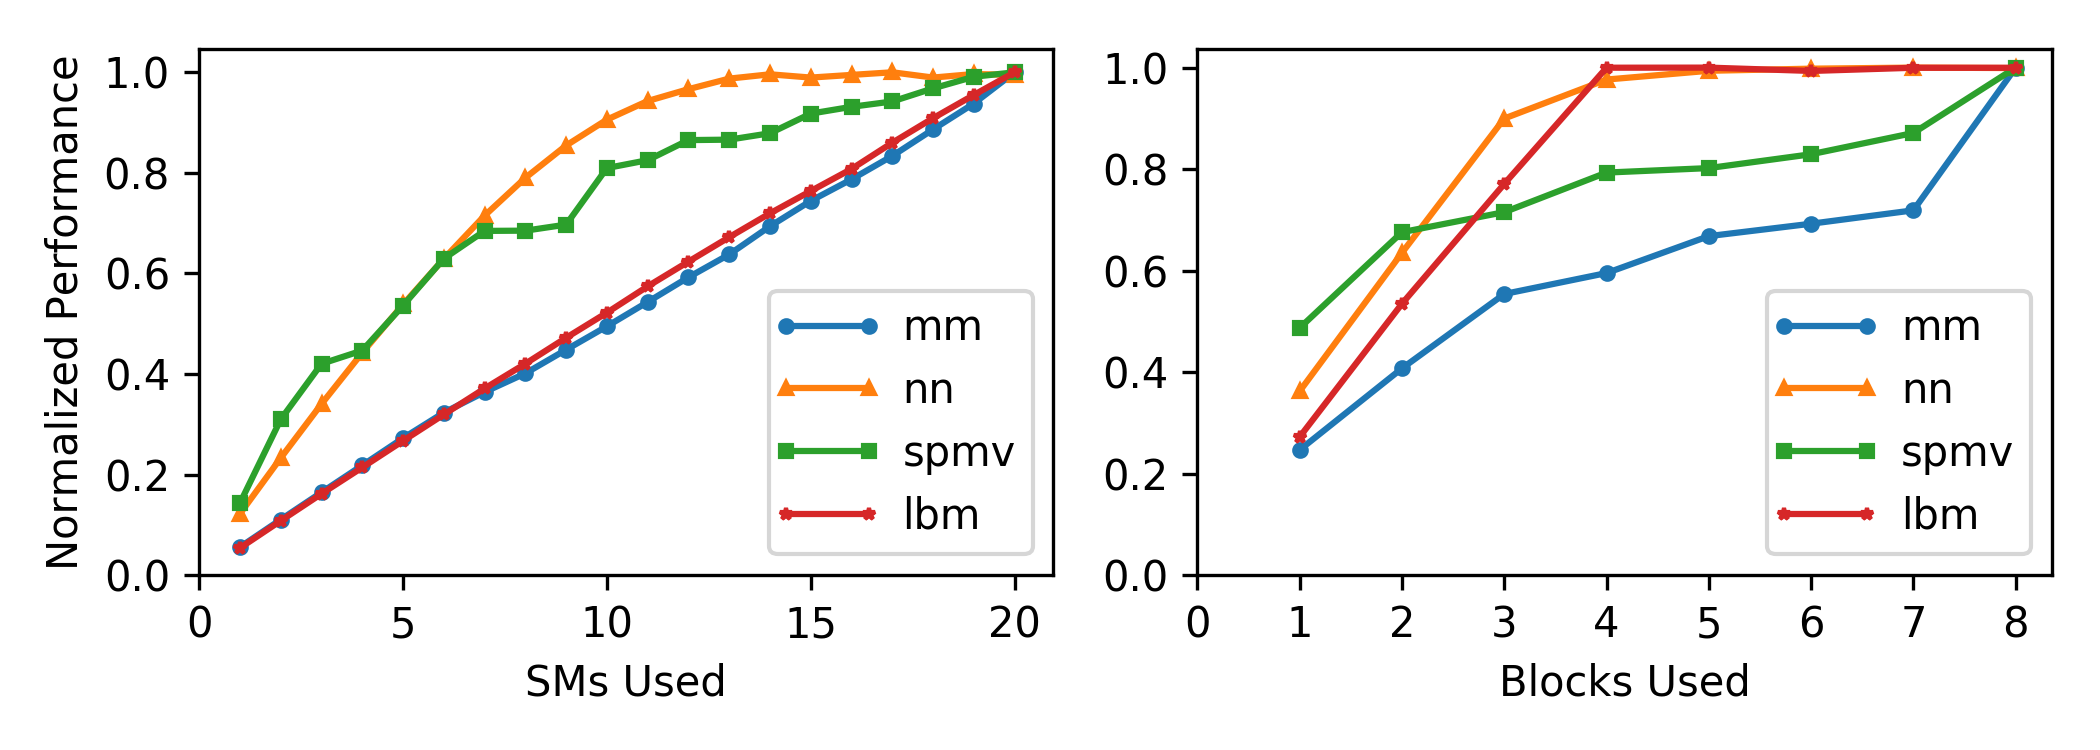 Normalized Performance
1.0
0.8
0.6
0.4
0.2
0.0
0 5 10 15 20
SMs Used
mm
nn
spmv
lbm
1.0
0.8
0.6
0.4
0.2
0.0
0 1 2 3 4 5 6 7 8
Blocks Used
mm
nn
spmv
lbm